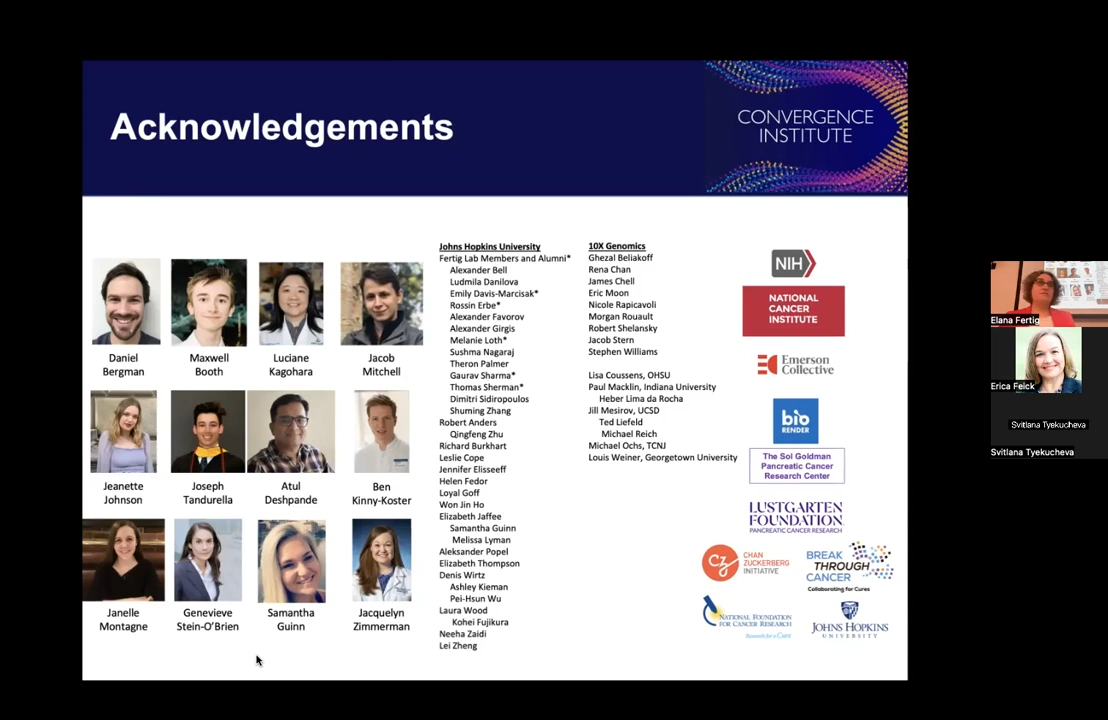 Acknowledgements
CONVERGENCE
INSTITUTE
Daniel
Bergman
Maxwell
Booth
Luciane
Kagohara
Jacob
Mitchell
Jeanette
Johnson
Joseph
Tandurella
Atul
Deshpande
Ben
Kinny-Koster
Janelle
Montagne
Genevieve
Stein-O'Brien
Samantha
Guinn
Jacquelyn
Zimmerman
Johns Hopkins University
Fertig Lab Members and Alumni*
Alexander Bell
Ludmila Danilova
Emily Davis-Marcisak*
Rossin Erbe*
Alexander Favorov
Alexander Girgis
Melanie Loth*
Sushma Nagaraj
Theron Palmer
Gaurav Sharma*
Thomas Sherman*
Dimitri Sidiropoulos
Shuming Zhang
Robert Anders
Qingfeng Zhu
Richard Burkhart
Leslie Cope
Jennifer Elisseeff
Helen Fedor
Loyal Goff
Won Jin Ho
Elizabeth Jaffee
Samantha Guinn
Melissa Lyman
Aleksander Popel
Elizabeth Thompson
Denis Wirtz
Ashley Kieman
Pei-Hsun Wu
Laura Wood
Kohei Fujikura
Neeha Zaidi
Lei Zheng
10X Genomics
Ghezal Beliakoff
Rena Chan
James Chell
Eric Moon
Nicole Rapicavoli
Morgan Rouault
Robert Shelansky
Jacob Stern
Stephen Williams
Lisa Coussens, OHSU
Paul Macklin, Indiana University
Heber Lima da Rocha
Jill Mesirov, UCSD
Ted Liefeld
Michael Reich
Michael Ochs, TCNJ
Louis Weiner, Georgetown University
NIH
NATIONAL
CANCER
INSTITUTE
Emerson
Collective
bio
RENDER
The Sol Goldman
Pancreatic Cancer
Research Center
LUSTGARTEN
FOUNDATION
PANCREATIC CANCER RESEARCH
CZ
CHAN
ZUCKERBERG
INITIATIVE
BREAK
THROUGH
CANCER
Collaborating for Cures
NATIONAL FOUNDATION
FOR CANCER RESEARCH
Research for a Cure
JOHNS HOPKINS
UNIVERSITY
Elana Fertig
Erica Feick
Svitlana Tyekucheva
Svitlana Tyekucheva